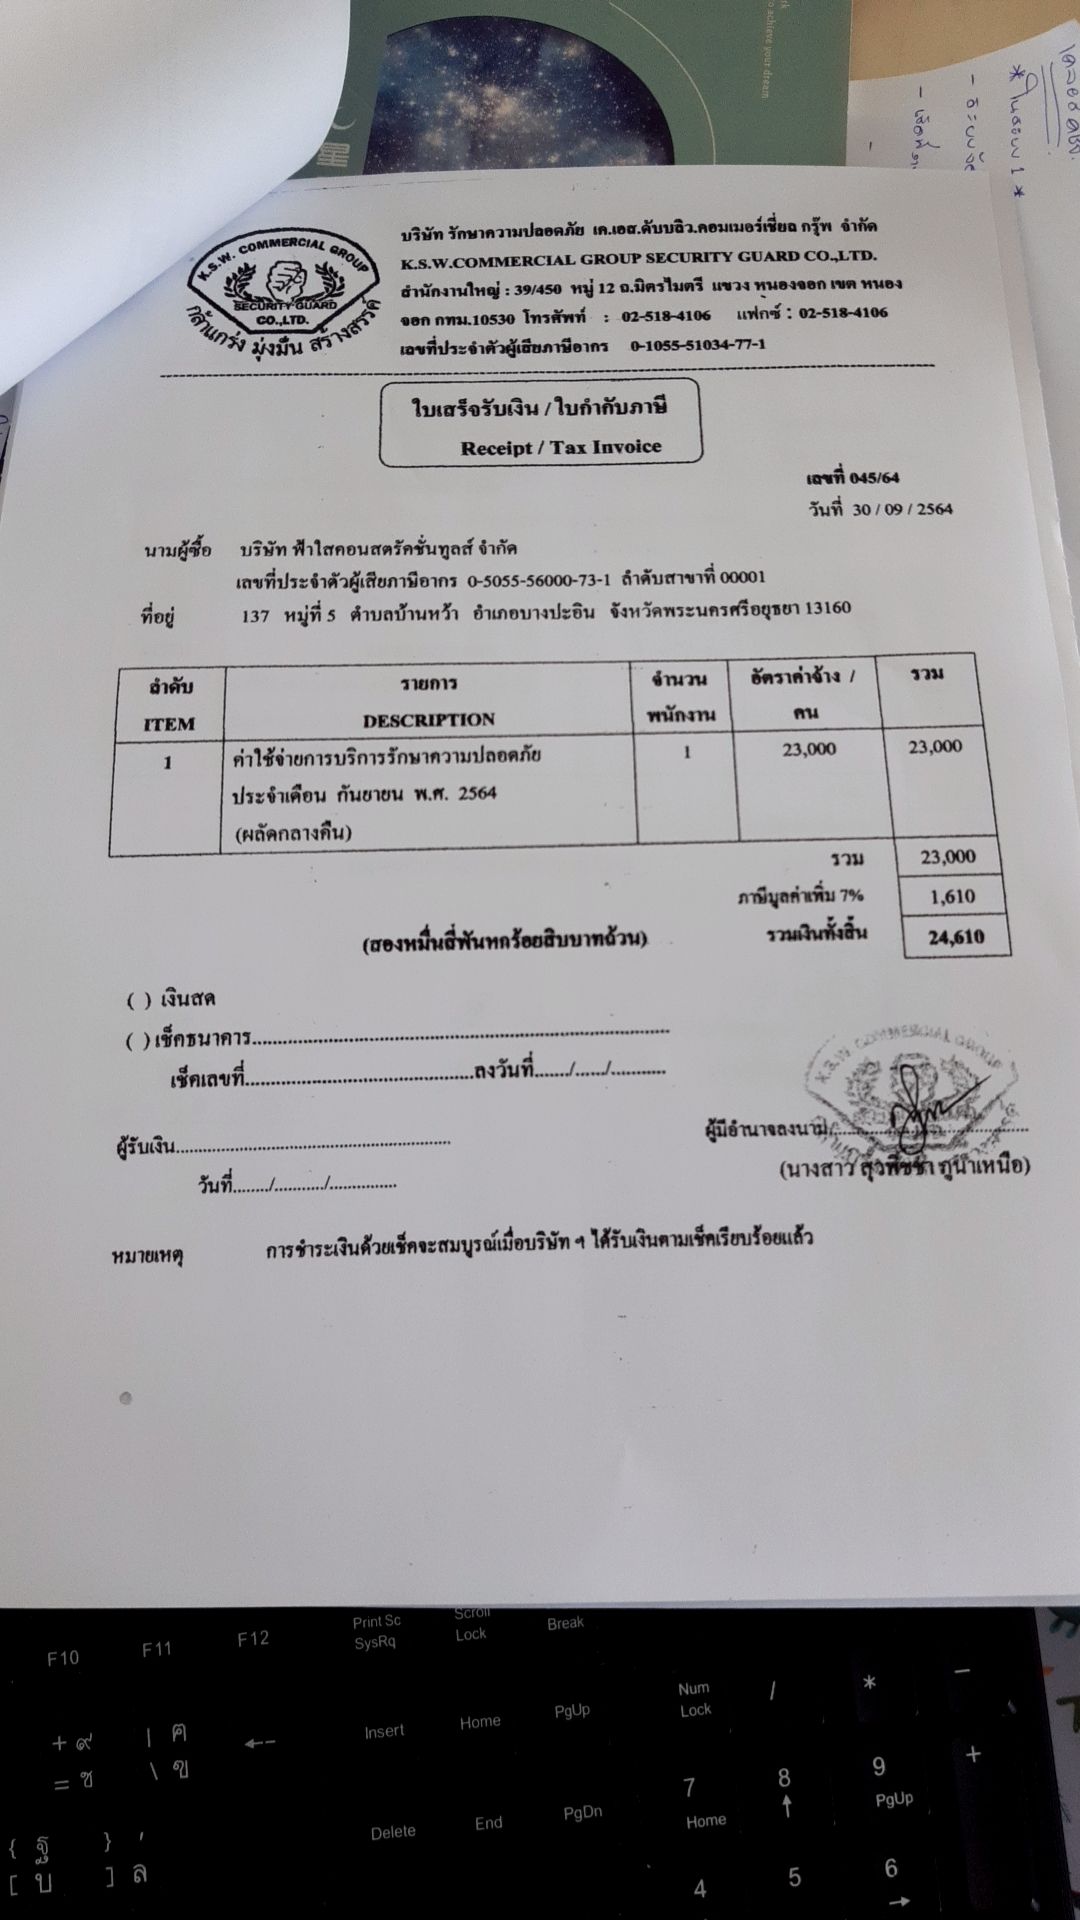 rk
to achieve your dream
* ในระบบ 1 *
K.S.W. COMMERCIAL GROUP
SECURITY GUARD
CO.,LTD.
กล้าแกร่ง มุ่งมั่น สร้างสรรค์
บริษัท รักษาความปลอดภัย เค.เอส.ดับบลิว.คอมเมอร์เชี่ยล กรุ๊พ จำกัด
K.S.W.COMMERCIAL GROUP SECURITY GUARD CO.,LTD.
สำนักงานใหญ่ : 39/450 หมู่ 12 ถ.มิตรไมตรี แขวง หนองจอก เขต หนอง
จอก กทม.10530 โทรศัพท์ : 02-518-4106 แฟกซ์ : 02-518-4106
เลขที่ประจำตัวผู้เสียภาษีอากร 0-1055-51034-77-1
ใบเสร็จรับเงิน / ใบกำกับภาษี
Receipt / Tax Invoice
เลขที่ 045/64
วันที่ 30 / 09 / 2564
นามผู้ซื้อ บริษัท ฟ้าใสคอนสตรัคชั่นทูลส์ จำกัด
เลขที่ประจำตัวผู้เสียภาษีอากร 0-5055-56000-73-1 ลำดับสาขาที่ 00001
ที่อยู่ 137 หมู่ที่ 5 ตำบลบ้านหว้า อำเภอบางปะอิน จังหวัดพระนครศรีอยุธยา 13160
ลำดับ รายการ จำนวน อัตราค่าจ้าง / รวม
ITEM DESCRIPTION พนักงาน คน
1 ค่าใช้จ่ายการบริการรักษาความปลอดภัย 1 23,000 23,000
ประจำเดือน กันยายน พ.ศ. 2564
(ผลัดกลางคืน)
รวม 23,000
ภาษีมูลค่าเพิ่ม 7% 1,610
(สองหมื่นสี่พันหกร้อยสิบบาทถ้วน) รวมเงินทั้งสิ้น 24,610
( ) เงินสด
( ) เช็คธนาคาร..............................................................................
เช็คเลขที่............................................ลงวันที่......./....../...........
ผู้รับเงิน.....................................................
วันที่......../.........../...............
K.S.W. COMMERCIAL GROUP
ผู้มีอำนาจลงนาม........................................
(นางสาว สุวพิชชา ภูนำเหนือ)
หมายเหตุ การชำระเงินด้วยเช็คจะสมบูรณ์เมื่อบริษัท ฯ ได้รับเงินตามเช็คเรียบร้อยแล้ว
F10 F11 F12 Print Sc SysRq Scroll Lock Break
+ ๙ | ฅ ←-- Insert Home PgUp Num Lock / * -
= ช \ ฃ
{ ฐ } , Delete End PgDn 7 Home 8 ↑ 9 PgUp +
[ บ ] ล 4 5 6 →